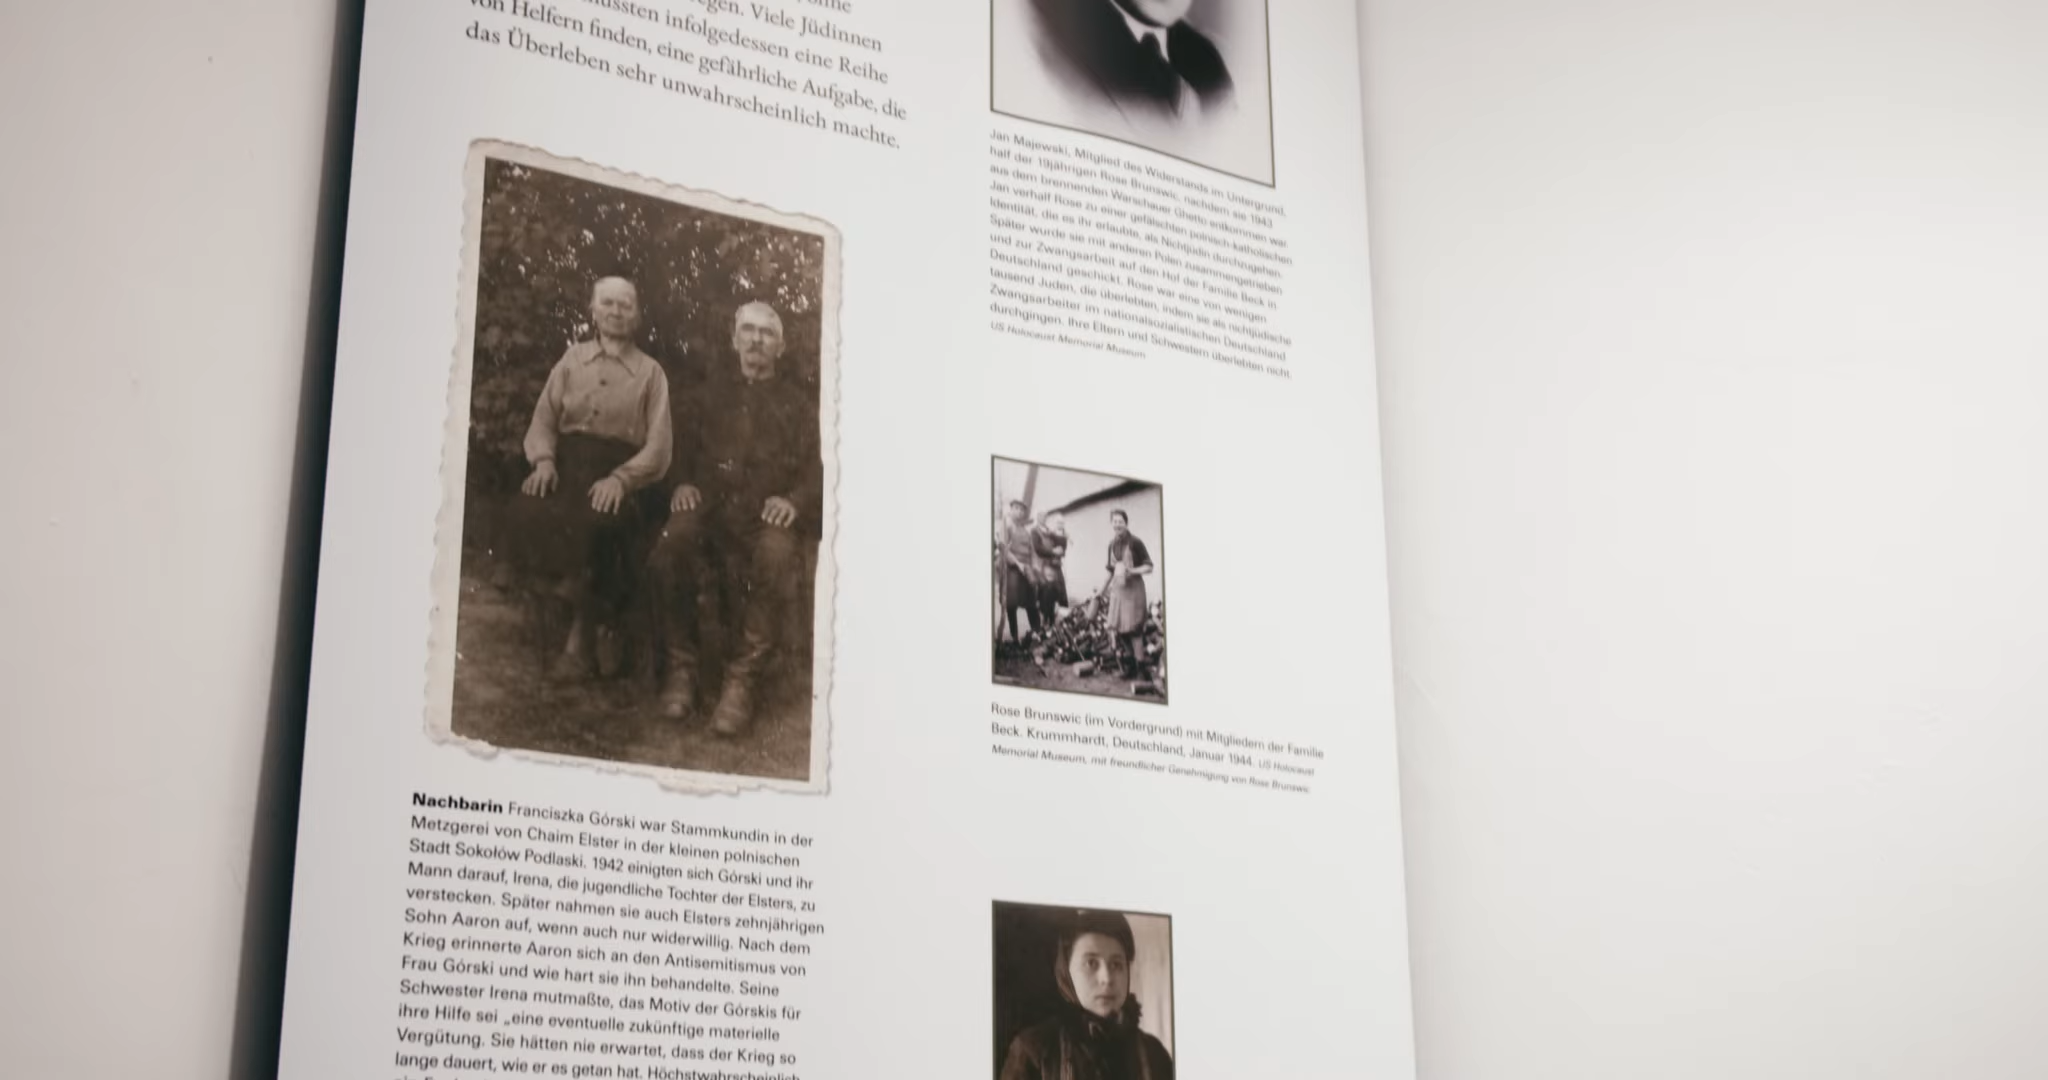 egen. Viele Jüdinnen
mussten infolgedessen eine Reihe
von Helfern finden, eine gefährliche Aufgabe, die
das Überleben sehr unwahrscheinlich machte.
Nachbarin Franciszka Górski war Stammkundin in der
Metzgerei von Chaim Elster in der kleinen polnischen
Stadt Sokołów Podlaski. 1942 einigten sich Górski und ihr
Mann darauf, Irena, die jugendliche Tochter der Elsters, zu
verstecken. Später nahmen sie auch Elsters zehnjährigen
Sohn Aaron auf, wenn auch nur widerwillig. Nach dem
Krieg erinnerte Aaron sich an den Antisemitismus von
Frau Górski und wie hart sie ihn behandelte. Seine
Schwester Irena mutmaßte, das Motiv der Górskis für
ihre Hilfe sei „eine eventuelle zukünftige materielle
Vergütung. Sie hätten nie erwartet, dass der Krieg so
lange dauert, wie er es getan hat. Höchstwahrscheinlich
Jan Majewski, Mitglied des Widerstands im Untergrund,
half der 19jährigen Rose Brunswic, nachdem sie 1943
aus dem brennenden Warschauer Ghetto entkommen war.
Jan verhalf Rose zu einer gefälschten polnisch-katholischen
Identität, die es ihr erlaubte, als Nichtjüdin durchzugehen.
Später wurde sie mit anderen Polen zusammengetrieben
und zur Zwangsarbeit auf den Hof der Familie Beck in
Deutschland geschickt. Rose war eine von wenigen
tausend Juden, die überlebten, indem sie als nichtjüdische
Zwangsarbeiter im nationalsozialistischen Deutschland
durchgingen. Ihre Eltern und Schwestern überlebten nicht.
US Holocaust Memorial Museum
Rose Brunswic (im Vordergrund) mit Mitgliedern der Familie
Beck. Krummhardt, Deutschland, Januar 1944. US Holocaust
Memorial Museum, mit freundlicher Genehmigung von Rose Brunswic